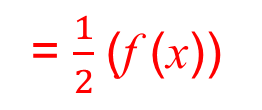 = 1/2 (f(x))